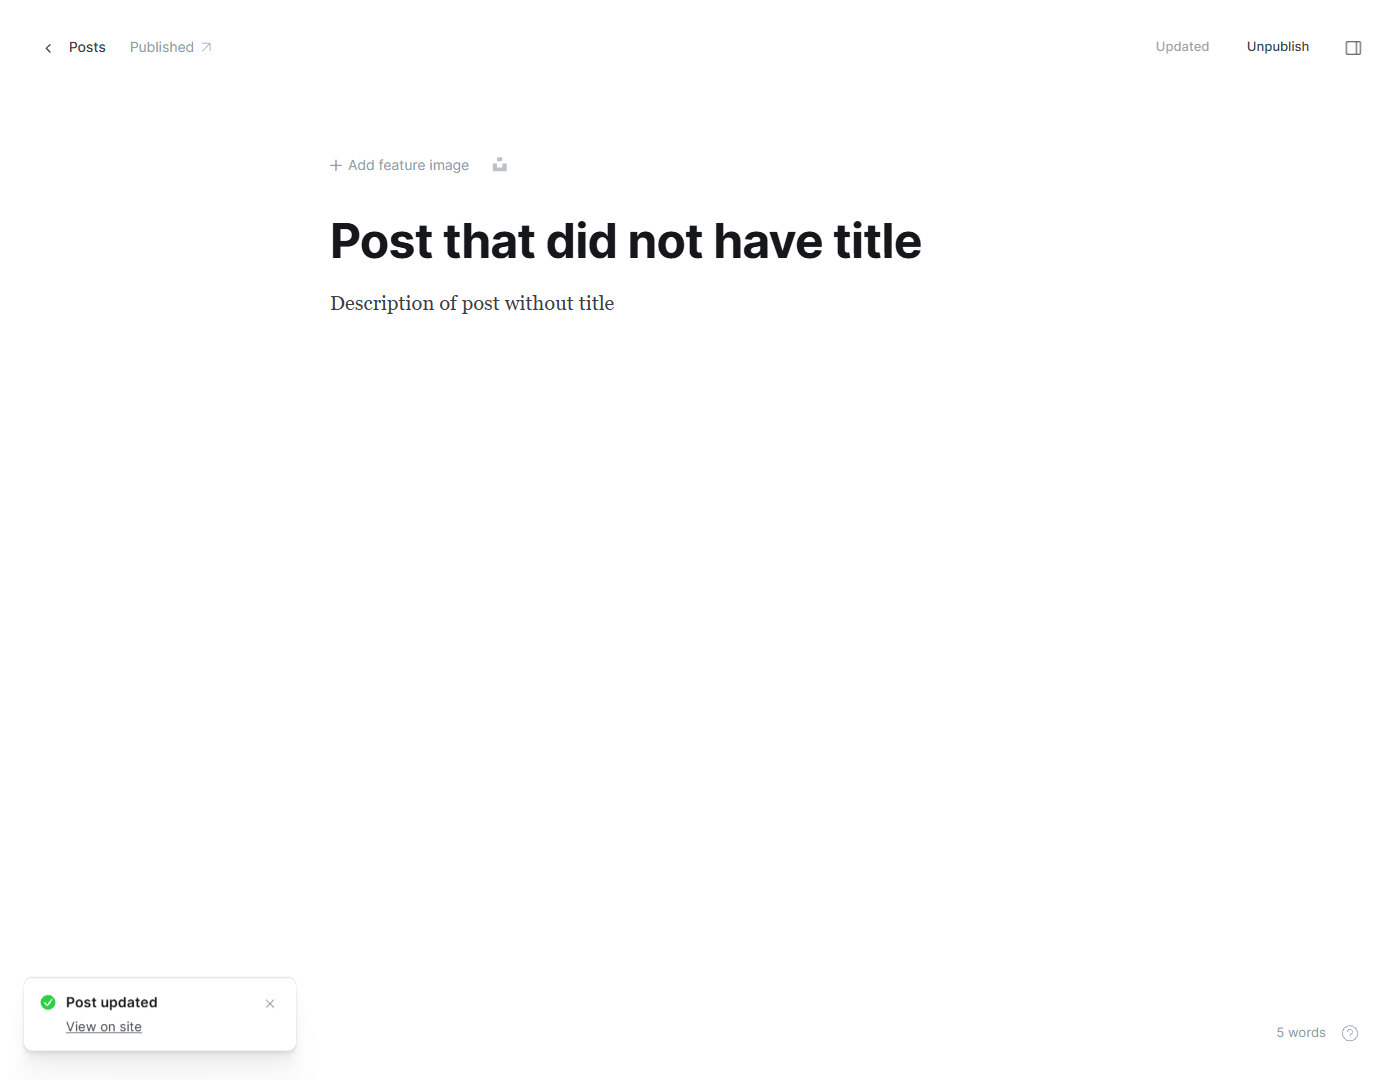 Posts Published Updated Unpublish
Add feature image
Post that did not have title
Description of post without title
Post updated
View on site
5 words